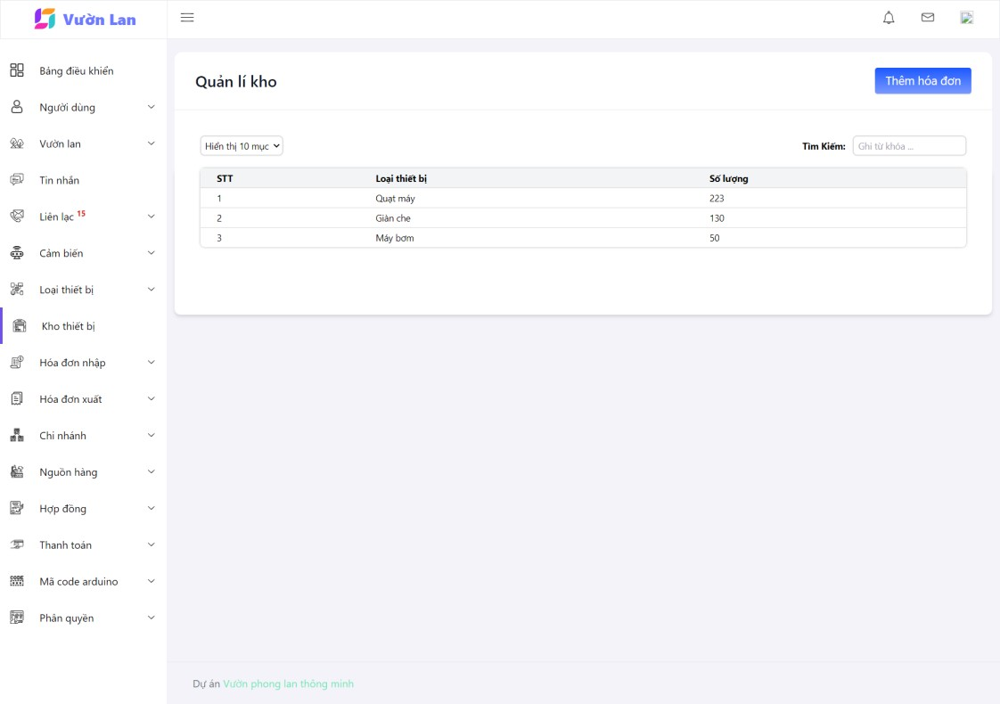 Vườn Lan
Bảng điều khiển
Người dùng
Vườn lan
Tin nhắn
Liên lạc 15
Cảm biến
Loại thiết bị
Kho thiết bị
Hóa đơn nhập
Hóa đơn xuất
Chi nhánh
Nguồn hàng
Hợp đồng
Thanh toán
Mã code arduino
Phân quyền
Quản lí kho
Thêm hóa đơn
Hiển thị 10 mục
Tìm Kiếm: Ghi từ khóa ...
STT Loại thiết bị Số lượng
1 Quạt máy 223
2 Giàn che 130
3 Máy bơm 50
Dự án Vườn phong lan thông minh